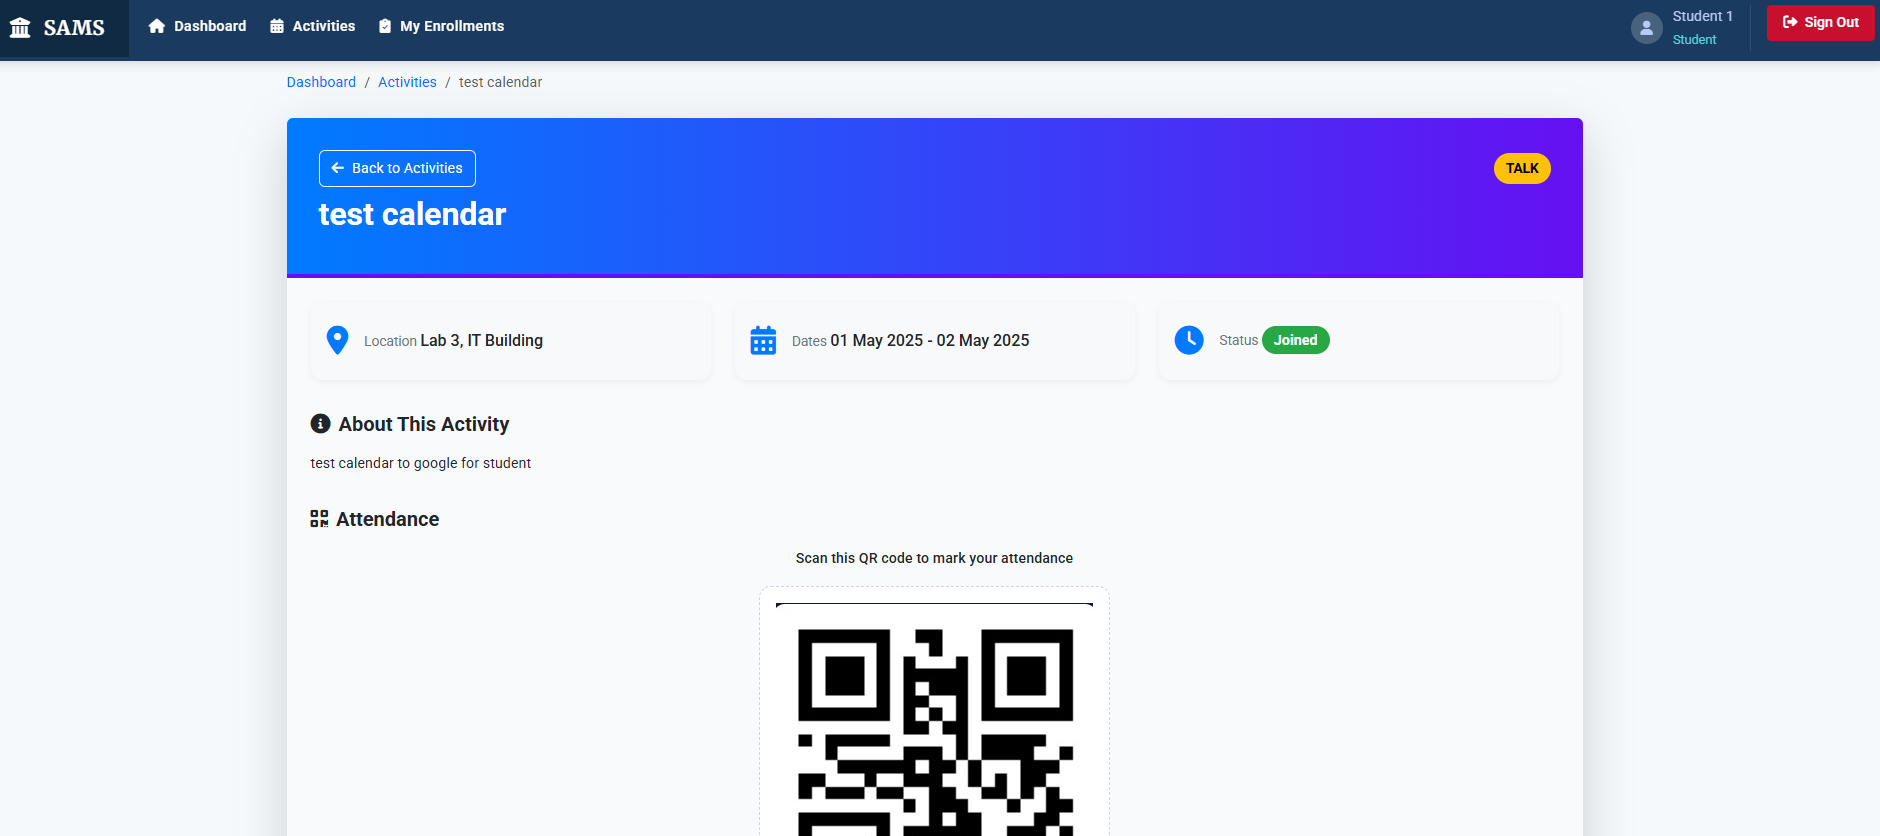 SAMS Dashboard Activities My Enrollments Student 1 Student Sign Out
Dashboard / Activities / test calendar
Back to Activities TALK
test calendar
Location Lab 3, IT Building Dates 01 May 2025 - 02 May 2025 Status Joined
About This Activity
test calendar to google for student
Attendance
Scan this QR code to mark your attendance